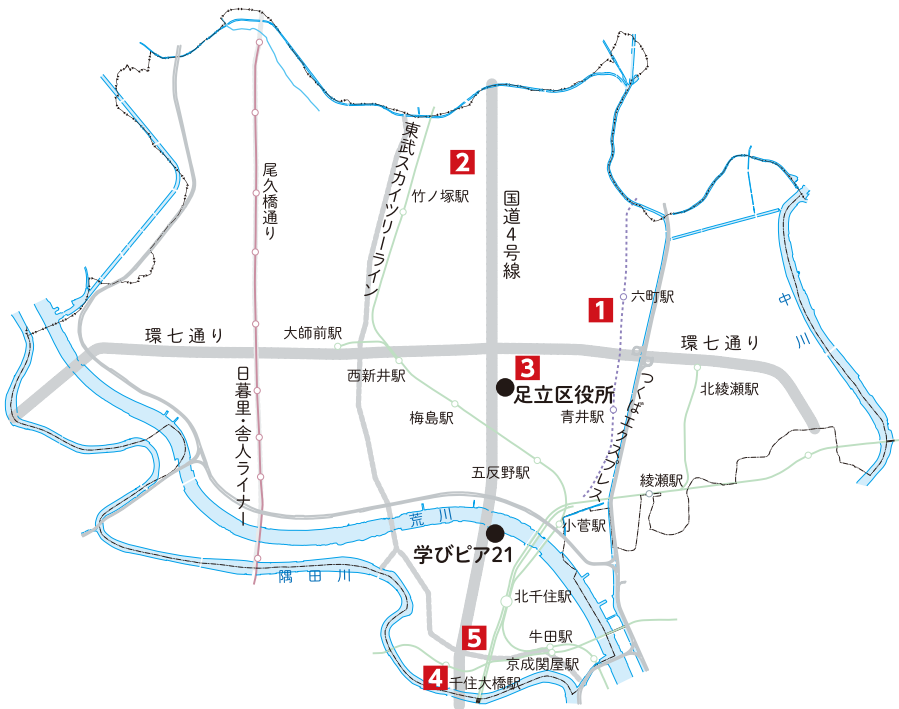 2
東武スカイツリーライン
尾久橋通り
竹ノ塚駅
国道4号線
六町駅
1
中川
環七通り
大師前駅
環七通り
西新井駅
3
足立区役所
北綾瀬駅
日暮里・舎人ライナー
つくばエクスプレス
梅島駅
青井駅
五反野駅
綾瀬駅
荒川
小菅駅
学びピア21
隅田川
北千住駅
5
牛田駅
京成関屋駅
4
千住大橋駅